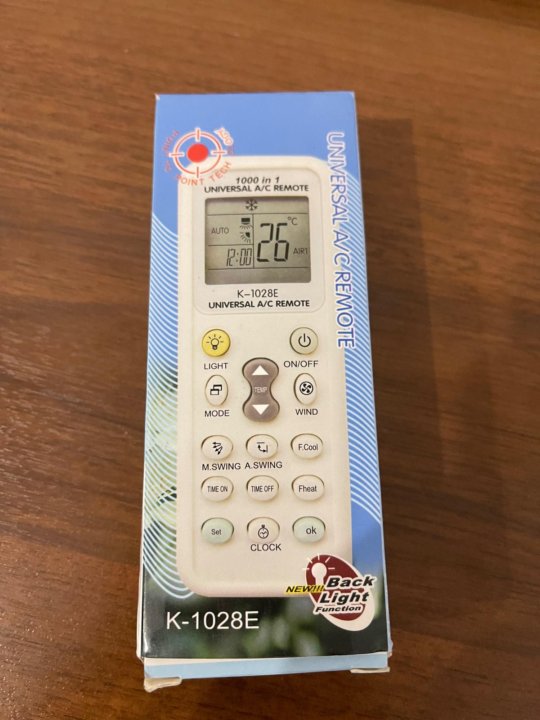 POINT TECH
UNIVERSAL A/C REMOTE
1000 in 1
UNIVERSAL A/C REMOTE
AUTO
°C
26
12:00
AIR1
K-1028E
UNIVERSAL A/C REMOTE
LIGHT
ON/OFF
TEMP
MODE
WIND
F.Cool
M.SWING A.SWING
TIME ON TIME OFF Fheat
Set ok
CLOCK
NEW!!! Back
Light
Function
K-1028E